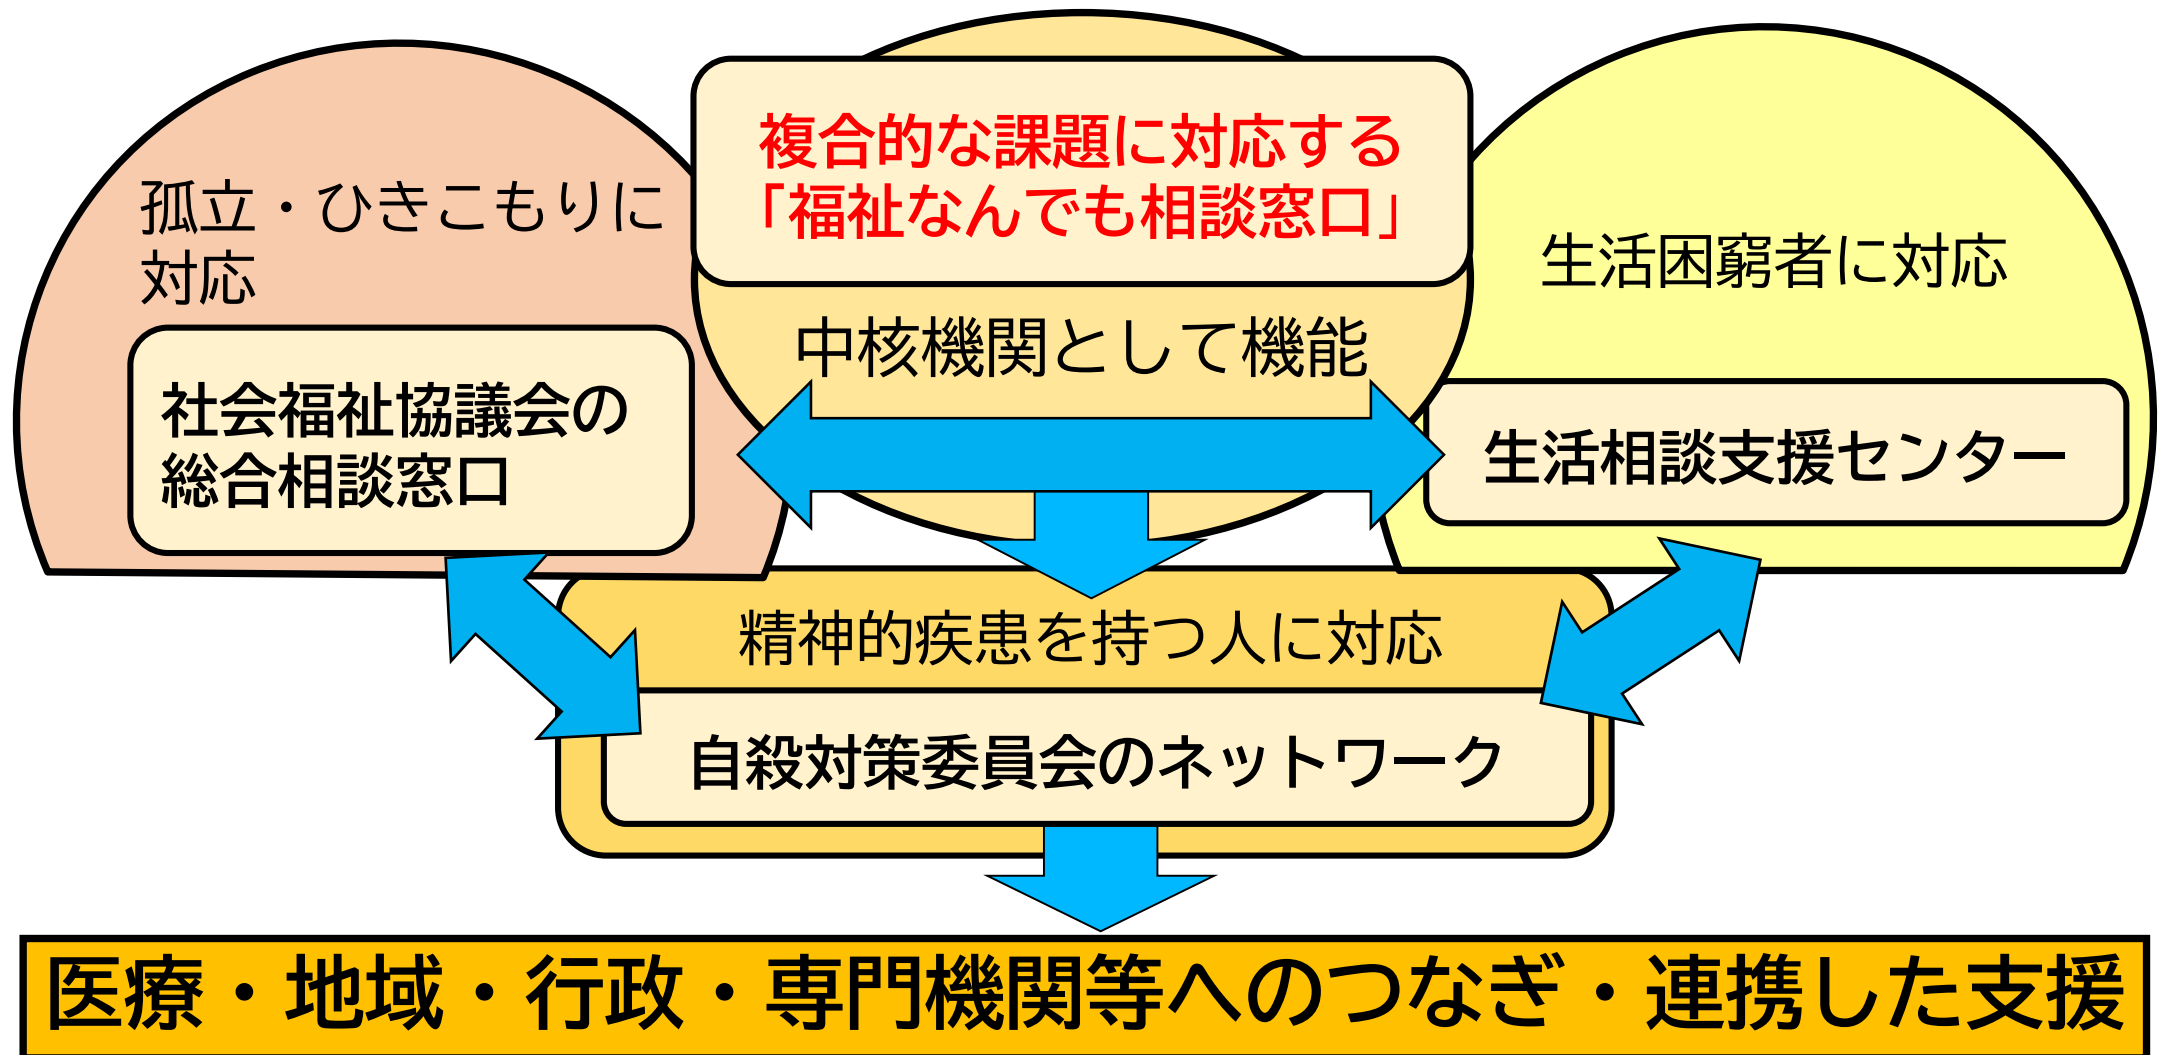 複合的な課題に対応する
「福祉なんでも相談窓口」
中核機関として機能
孤立・ひきこもりに
対応
社会福祉協議会の
総合相談窓口
生活困窮者に対応
生活相談支援センター
精神的疾患を持つ人に対応
自殺対策委員会のネットワーク
医療・地域・行政・専門機関等へのつなぎ・連携した支援